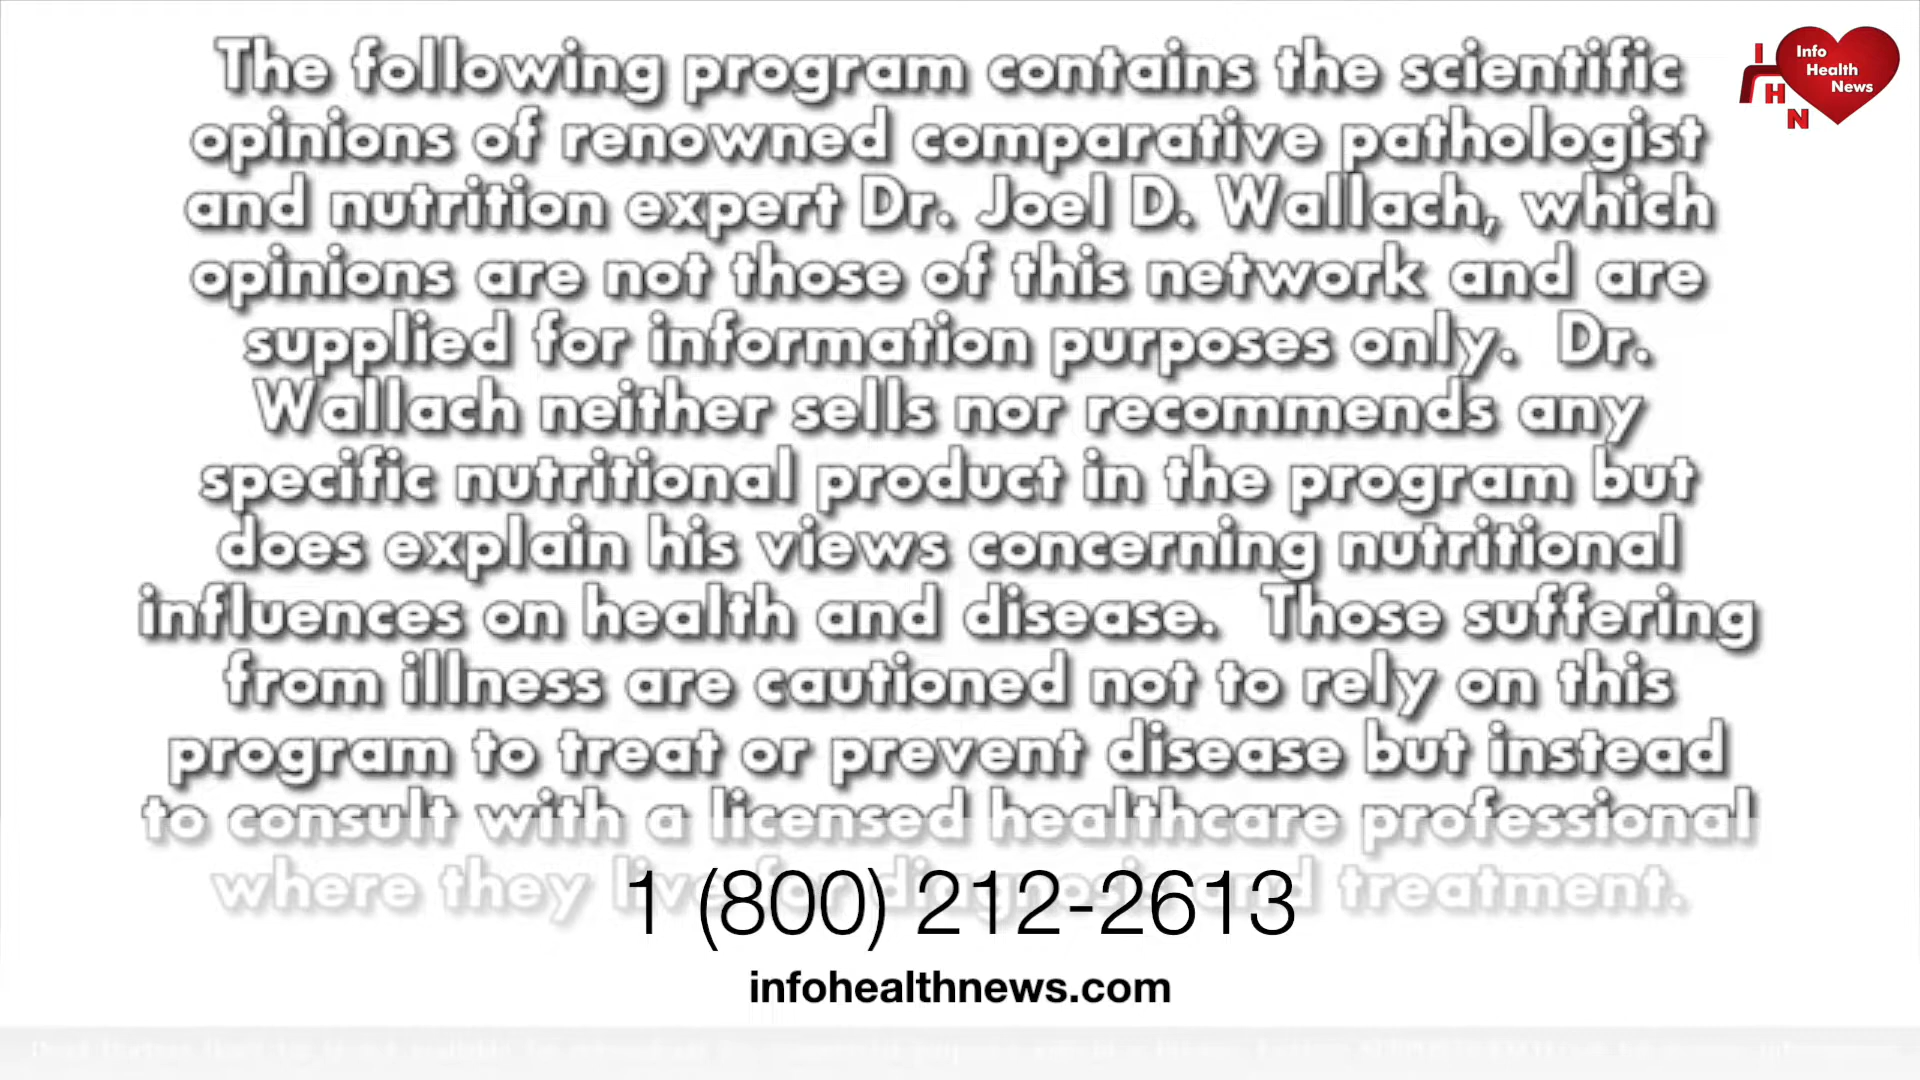 The following program contains the scientific
opinions of renowned comparative pathologist
and nutrition expert Dr. Joel D. Wallach, which
opinions are not those of this network and are
supplied for information purposes only. Dr.
Wallach neither sells nor recommends any
specific nutritional product in the program but
does explain his views concerning nutritional
influences on health and disease. Those suffering
from illness are cautioned not to rely on this
program to treat or prevent disease but instead
to consult with a licensed healthcare professional
where they live for diagnosis and treatment.
1 (800) 212-2613
infohealthnews.com
I
H
N
Info
Health
News